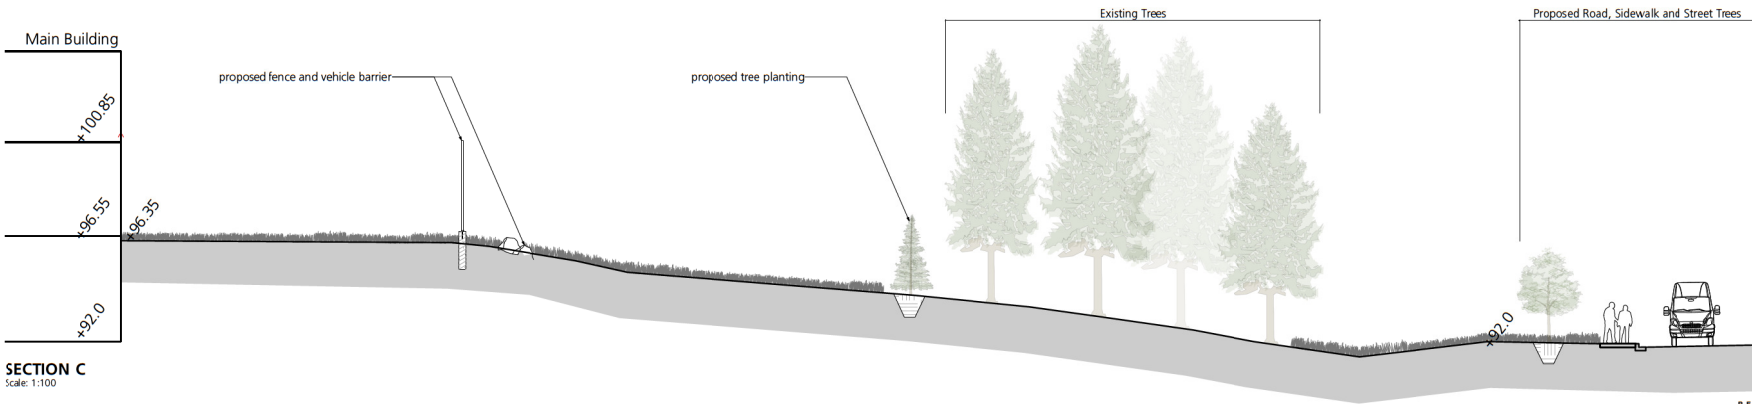 Existing Trees
Proposed Road, Sidewalk and Street Trees
Main Building
proposed fence and vehicle barrier
proposed tree planting
+100.85
+96.55
+96.35
+92.0
+92.0
SECTION C
Scale: 1:100